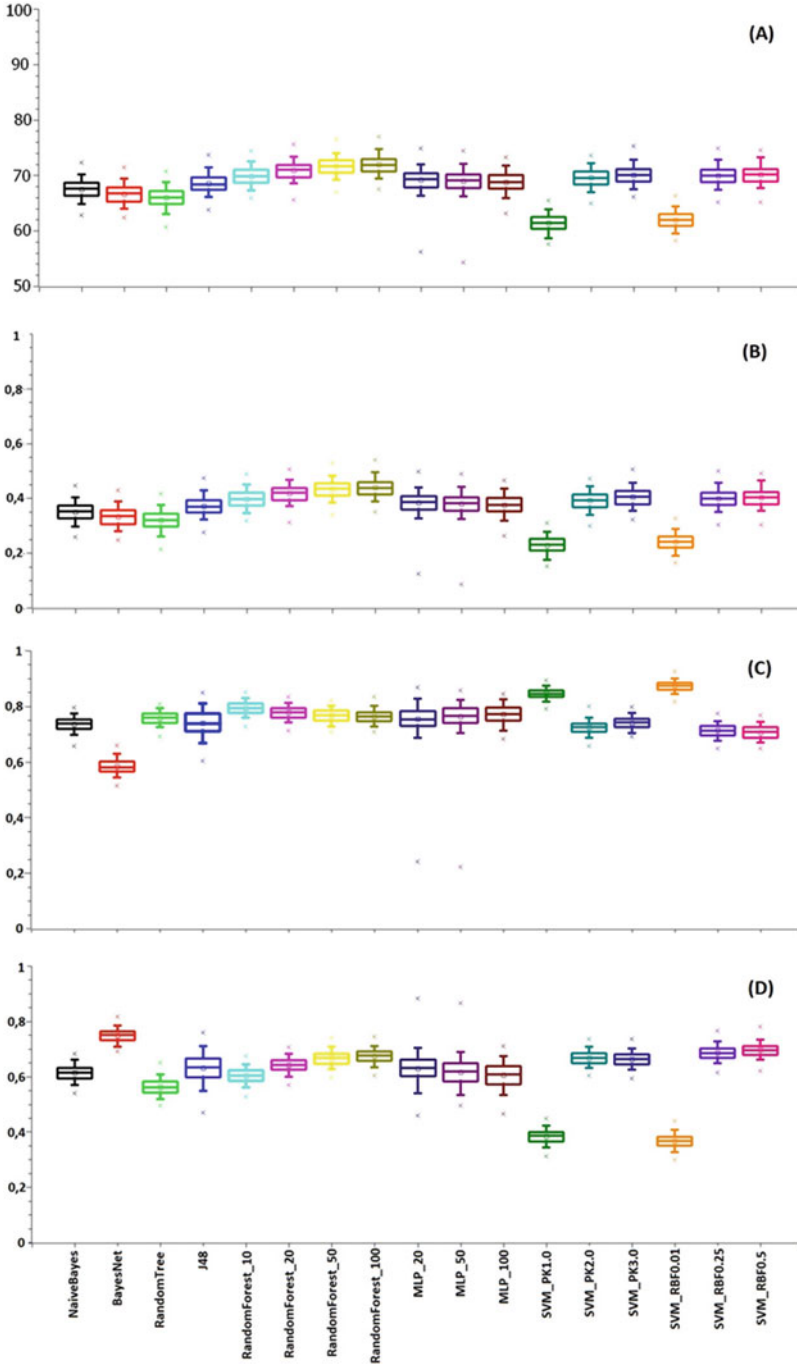 100
(A)
90
80
70
60
50
1
(B)
0,8
0,6
0,4
0,2
0
1
(C)
0,8
0,6
0,4
0,2
0
1
(D)
0,8
0,6
0,4
0,2
0
NaiveBayes
BayesNet
RandomTree
J48
RandomForest_10
RandomForest_20
RandomForest_50
RandomForest_100
MLP_20
MLP_50
MLP_100
SVM_PK1.0
SVM_PK2.0
SVM_PK3.0
SVM_RBF0.01
SVM_RBF0.25
SVM_RBF0.5